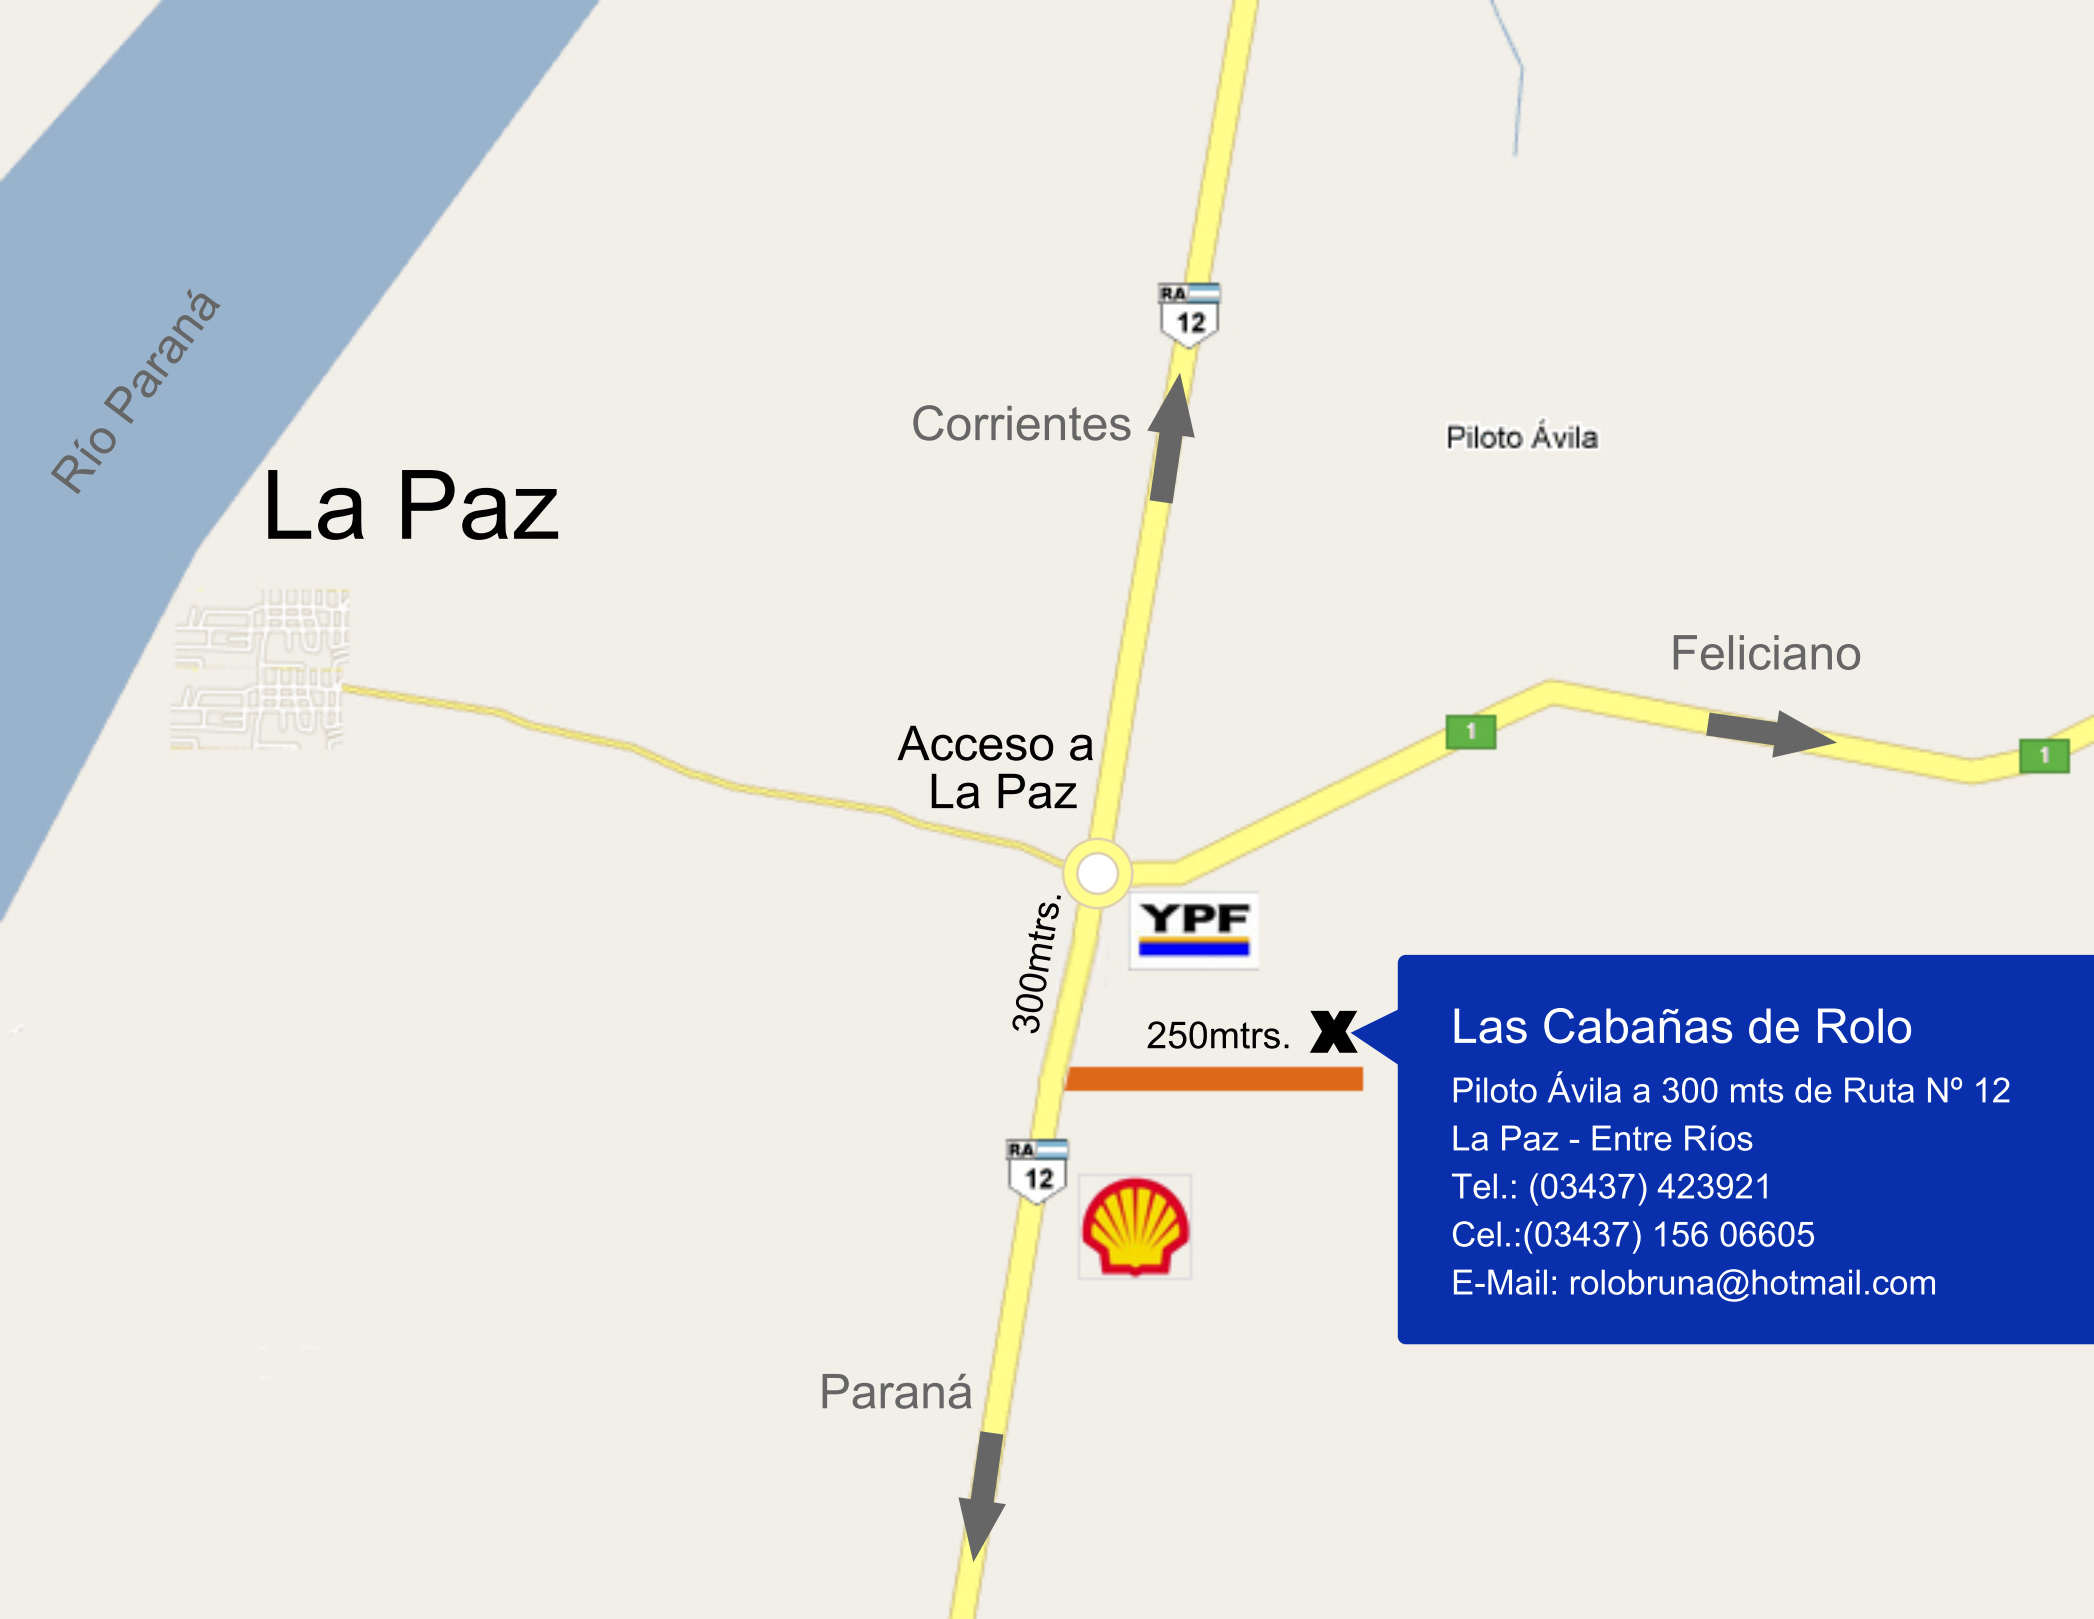 Río Paraná
La Paz
RA
12
Corrientes
Piloto Ávila
Feliciano
1
1
Acceso a
La Paz
300mtrs.
YPF
250mtrs.
X
Las Cabañas de Rolo
Piloto Ávila a 300 mts de Ruta Nº 12
La Paz - Entre Ríos
Tel.: (03437) 423921
Cel.:(03437) 156 06605
E-Mail: rolobruna@hotmail.com
RA
12
Paraná